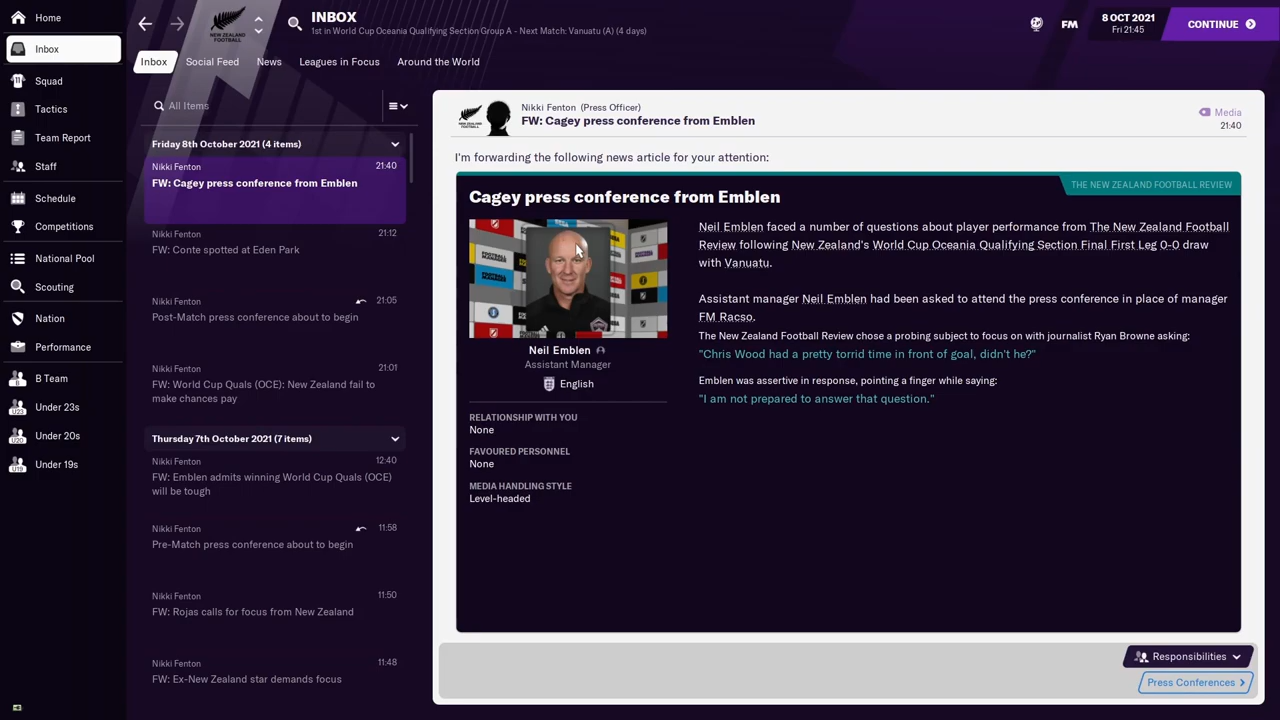 Home
Inbox
Squad
Tactics
Team Report
Staff
Schedule
Competitions
National Pool
Scouting
Nation
Performance
B Team
Under 23s
Under 20s
Under 19s
NEW ZEALAND
FOOTBALL
INBOX
1st in World Cup Oceania Qualifying Section Group A - Next Match: Vanuatu (A) (4 days)
FM
8 OCT 2021
Fri 21:45
CONTINUE
Inbox
Social Feed
News
Leagues in Focus
Around the World
All Items
Friday 8th October 2021 (4 items)
Nikki Fenton 21:40
FW: Cagey press conference from Emblen
Nikki Fenton 21:12
FW: Conte spotted at Eden Park
Nikki Fenton 21:05
Post-Match press conference about to begin
Nikki Fenton 21:01
FW: World Cup Quals (OCE): New Zealand fail to
make chances pay
Thursday 7th October 2021 (7 items)
Nikki Fenton 12:40
FW: Emblen admits winning World Cup Quals (OCE)
will be tough
Nikki Fenton 11:58
Pre-Match press conference about to begin
Nikki Fenton 11:50
FW: Rojas calls for focus from New Zealand
Nikki Fenton 11:48
FW: Ex-New Zealand star demands focus
Nikki Fenton (Press Officer)
FW: Cagey press conference from Emblen
Media
21:40
I'm forwarding the following news article for your attention:
THE NEW ZEALAND FOOTBALL REVIEW
Cagey press conference from Emblen
Neil Emblen
Assistant Manager
English
RELATIONSHIP WITH YOU
None
FAVOURED PERSONNEL
None
MEDIA HANDLING STYLE
Level-headed
Neil Emblen faced a number of questions about player performance from The New Zealand Football
Review following New Zealand's World Cup Oceania Qualifying Section Final First Leg 0-0 draw
with Vanuatu.
Assistant manager Neil Emblen had been asked to attend the press conference in place of manager
FM Racso.
The New Zealand Football Review chose a probing subject to focus on with journalist Ryan Browne asking:
"Chris Wood had a pretty torrid time in front of goal, didn't he?"
Emblen was assertive in response, pointing a finger while saying:
"I am not prepared to answer that question."
Responsibilities
Press Conferences